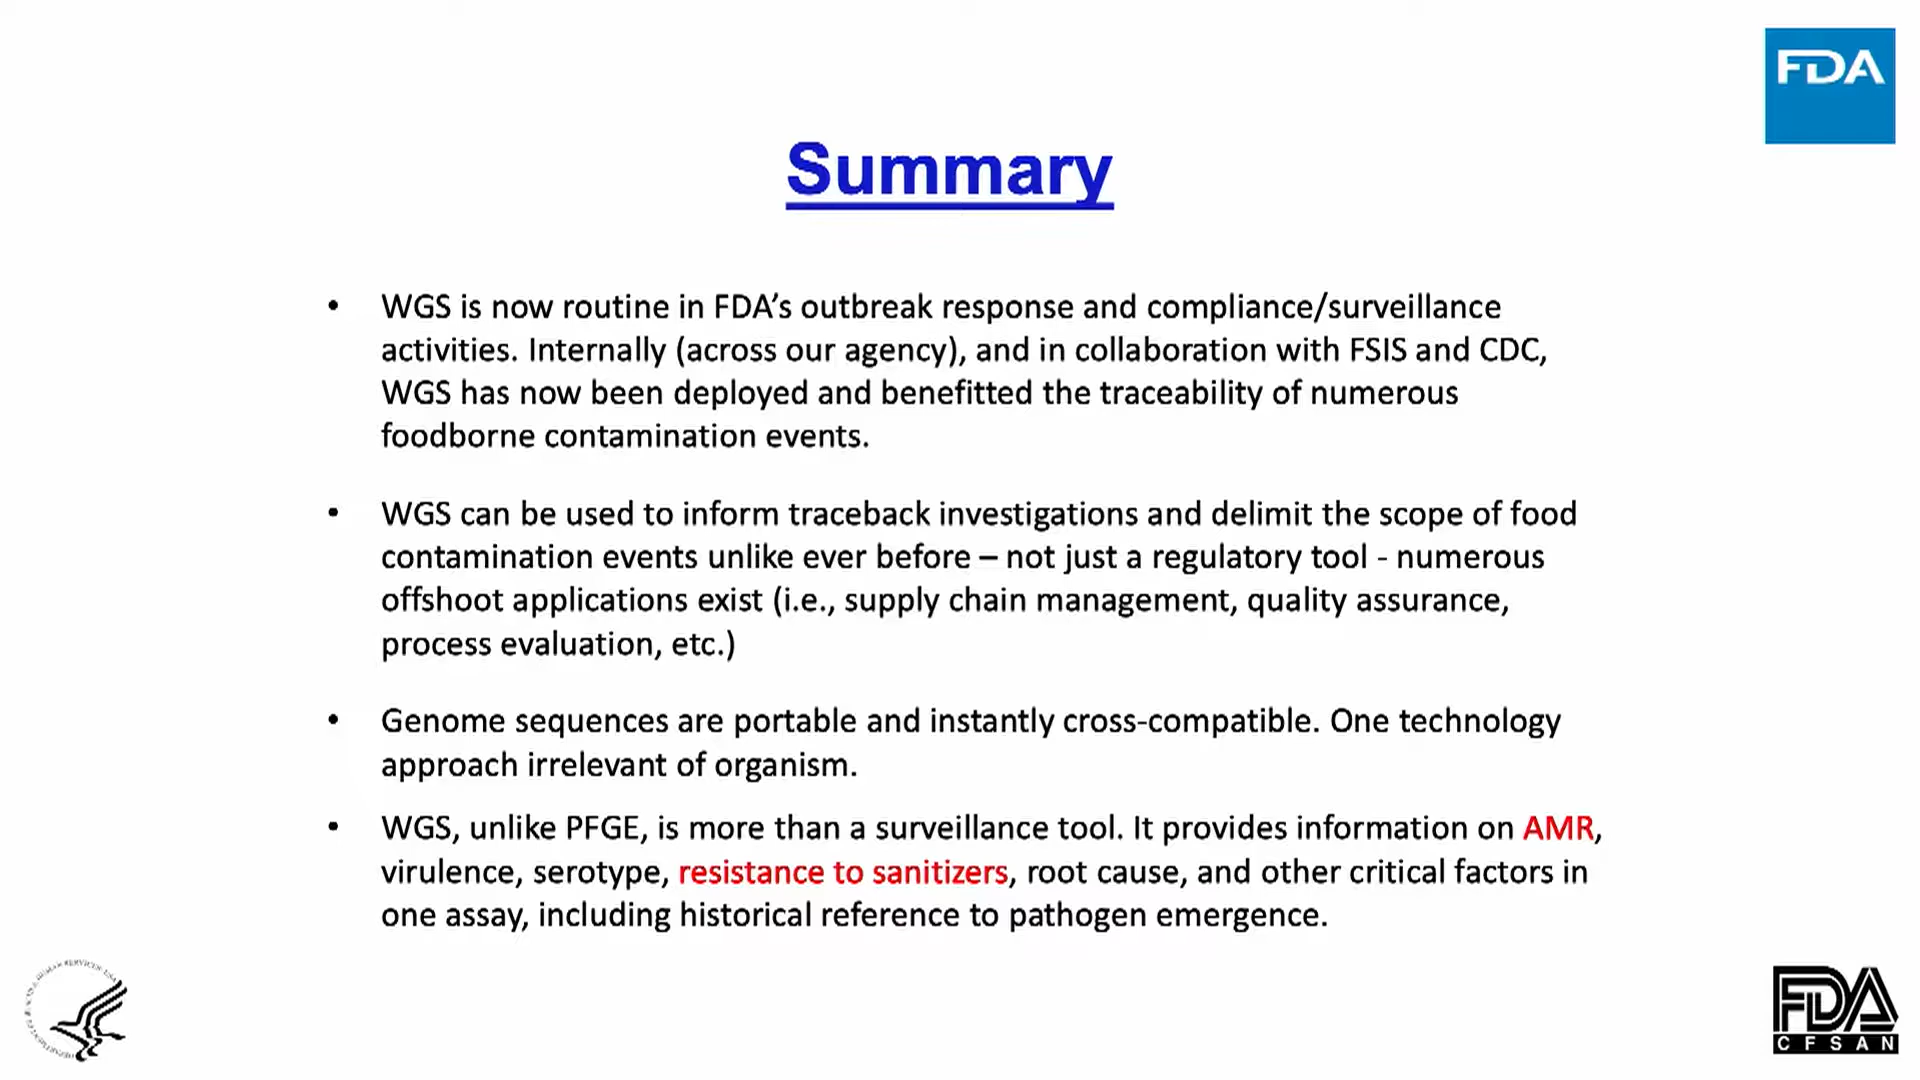 FDA
Summary
• WGS is now routine in FDA’s outbreak response and compliance/surveillance
activities. Internally (across our agency), and in collaboration with FSIS and CDC,
WGS has now been deployed and benefitted the traceability of numerous
foodborne contamination events.
• WGS can be used to inform traceback investigations and delimit the scope of food
contamination events unlike ever before – not just a regulatory tool - numerous
offshoot applications exist (i.e., supply chain management, quality assurance,
process evaluation, etc.)
• Genome sequences are portable and instantly cross-compatible. One technology
approach irrelevant of organism.
• WGS, unlike PFGE, is more than a surveillance tool. It provides information on AMR,
virulence, serotype, resistance to sanitizers, root cause, and other critical factors in
one assay, including historical reference to pathogen emergence.
FDA
CFSAN